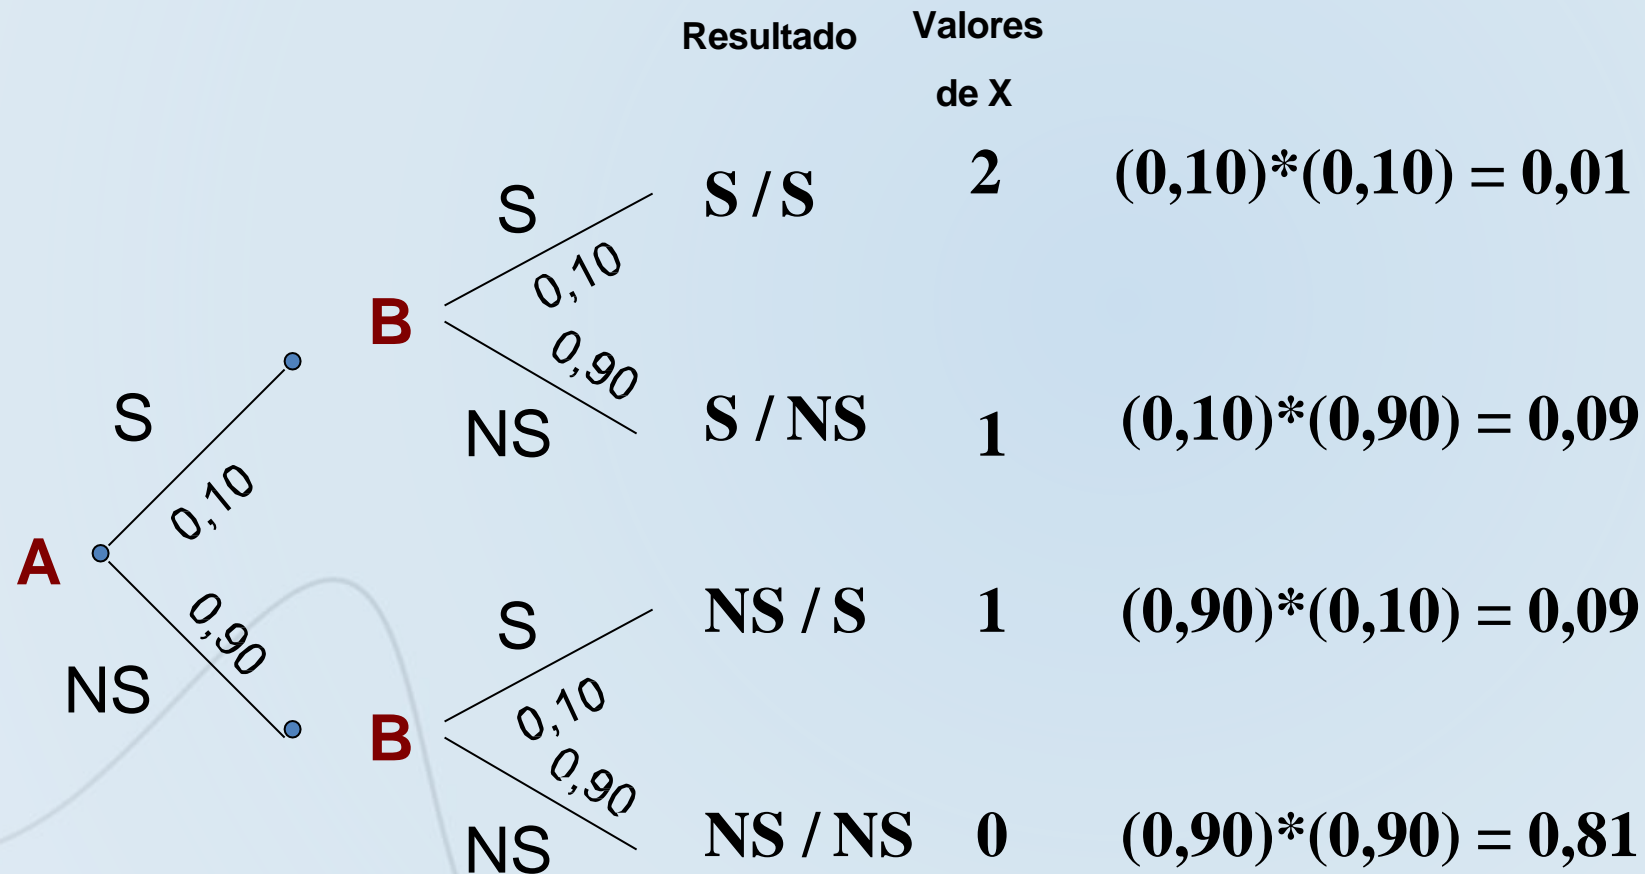 Resultado Valores
de X
S / S 2 (0,10)*(0,10) = 0,01
S
0,10
B
0,90
NS
S / NS 1 (0,10)*(0,90) = 0,09
S
0,10
A
0,90
NS
NS / S 1 (0,90)*(0,10) = 0,09
S
0,10
B
0,90
NS
NS / NS 0 (0,90)*(0,90) = 0,81